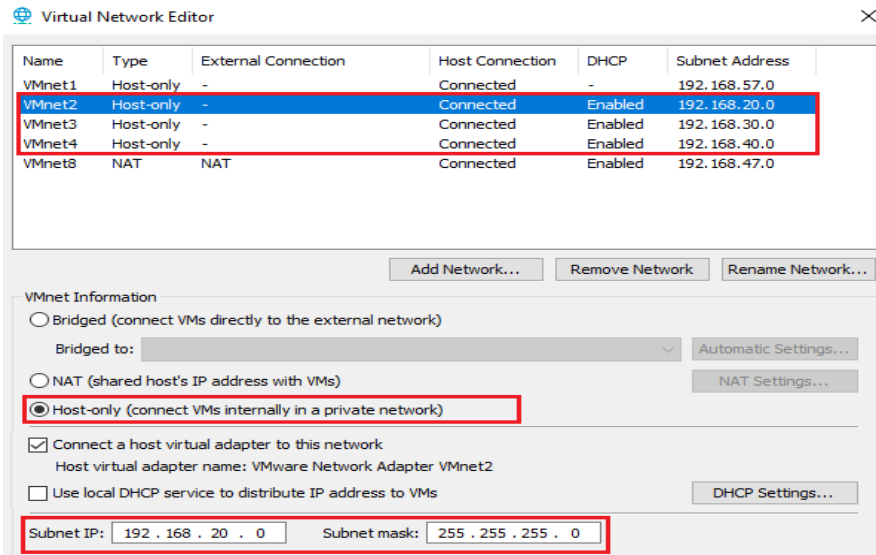 Virtual Network Editor
Name Type External Connection Host Connection DHCP Subnet Address
VMnet1 Host-only - Connected - 192.168.57.0
VMnet2 Host-only - Connected Enabled 192.168.20.0
VMnet3 Host-only - Connected Enabled 192.168.30.0
VMnet4 Host-only - Connected Enabled 192.168.40.0
VMnet8 NAT NAT Connected Enabled 192.168.47.0
Add Network... Remove Network Rename Network...
VMnet Information
Bridged (connect VMs directly to the external network)
Bridged to: Automatic Settings...
NAT (shared host's IP address with VMs) NAT Settings...
Host-only (connect VMs internally in a private network)
Connect a host virtual adapter to this network
Host virtual adapter name: VMware Network Adapter VMnet2
Use local DHCP service to distribute IP address to VMs DHCP Settings...
Subnet IP: 192 . 168 . 20 . 0 Subnet mask: 255 . 255 . 255 . 0